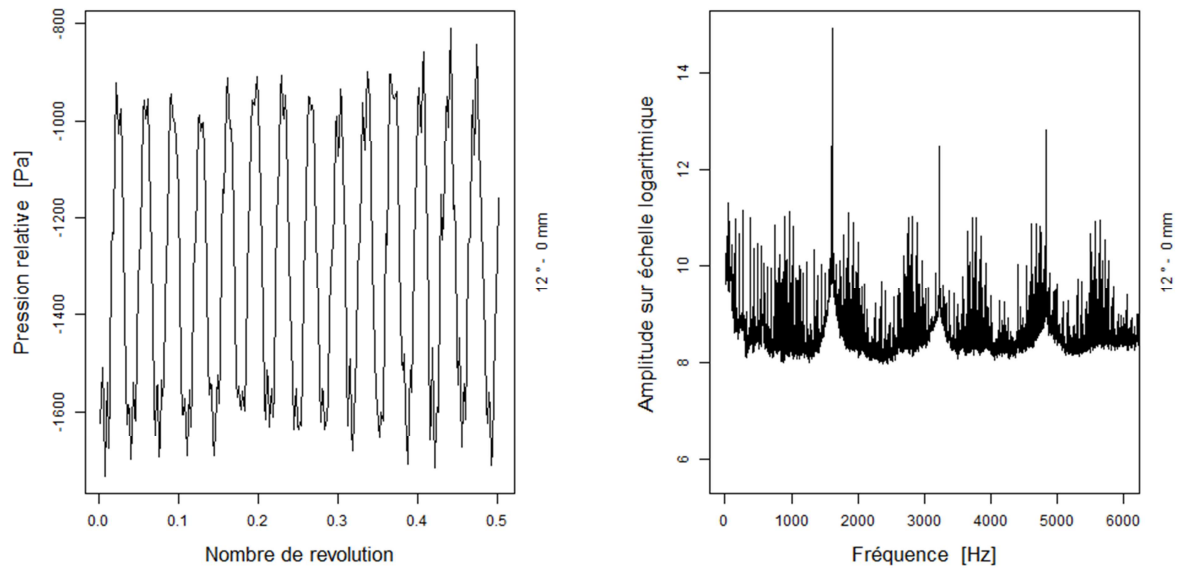 -800
-1000
-1200
-1400
-1600
Pression relative [Pa]
0.0 0.1 0.2 0.3 0.4 0.5
Nombre de revolution
12 ° - 0 mm
14
12
10
8
6
Amplitude sur échelle logaritmique
0 1000 2000 3000 4000 5000 6000
Fréquence [Hz]
12 ° - 0 mm